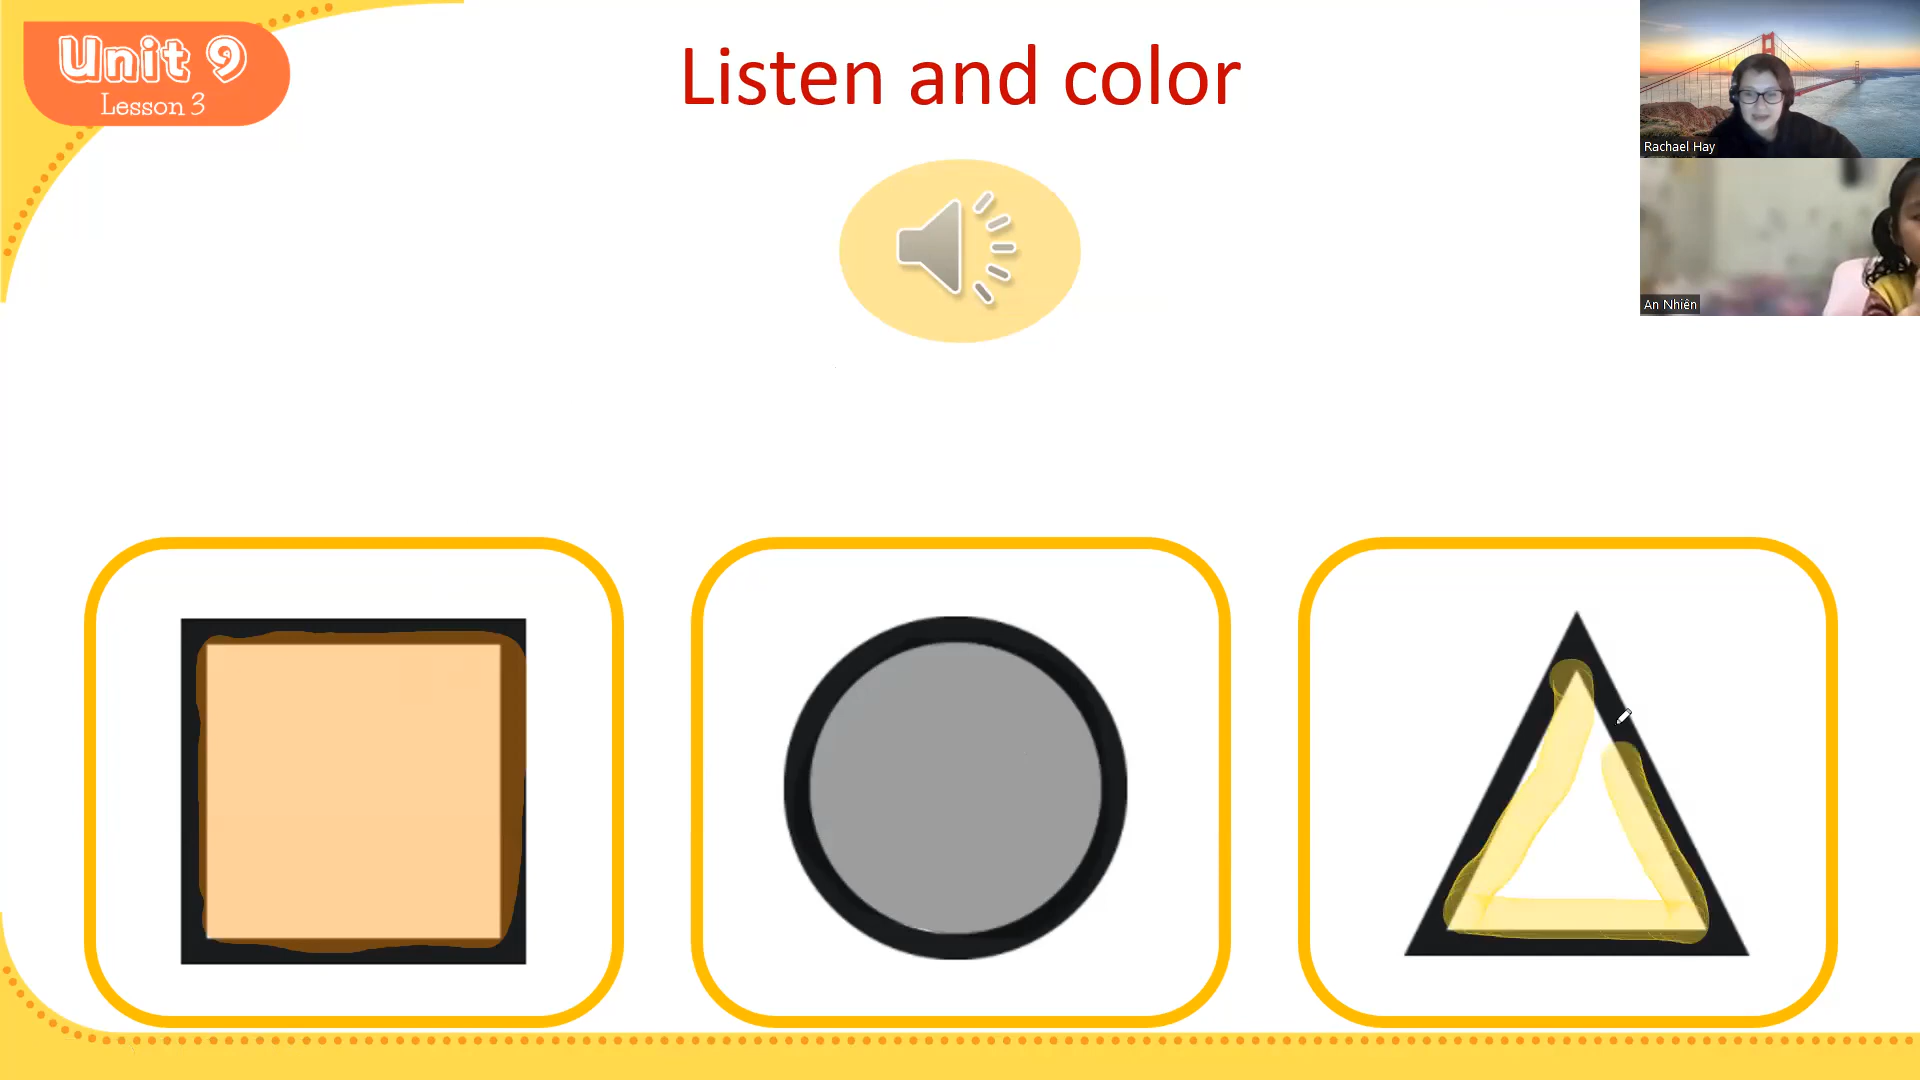 Unit 9
Lesson 3
Listen and color
Rachael Hay
An Nhiên